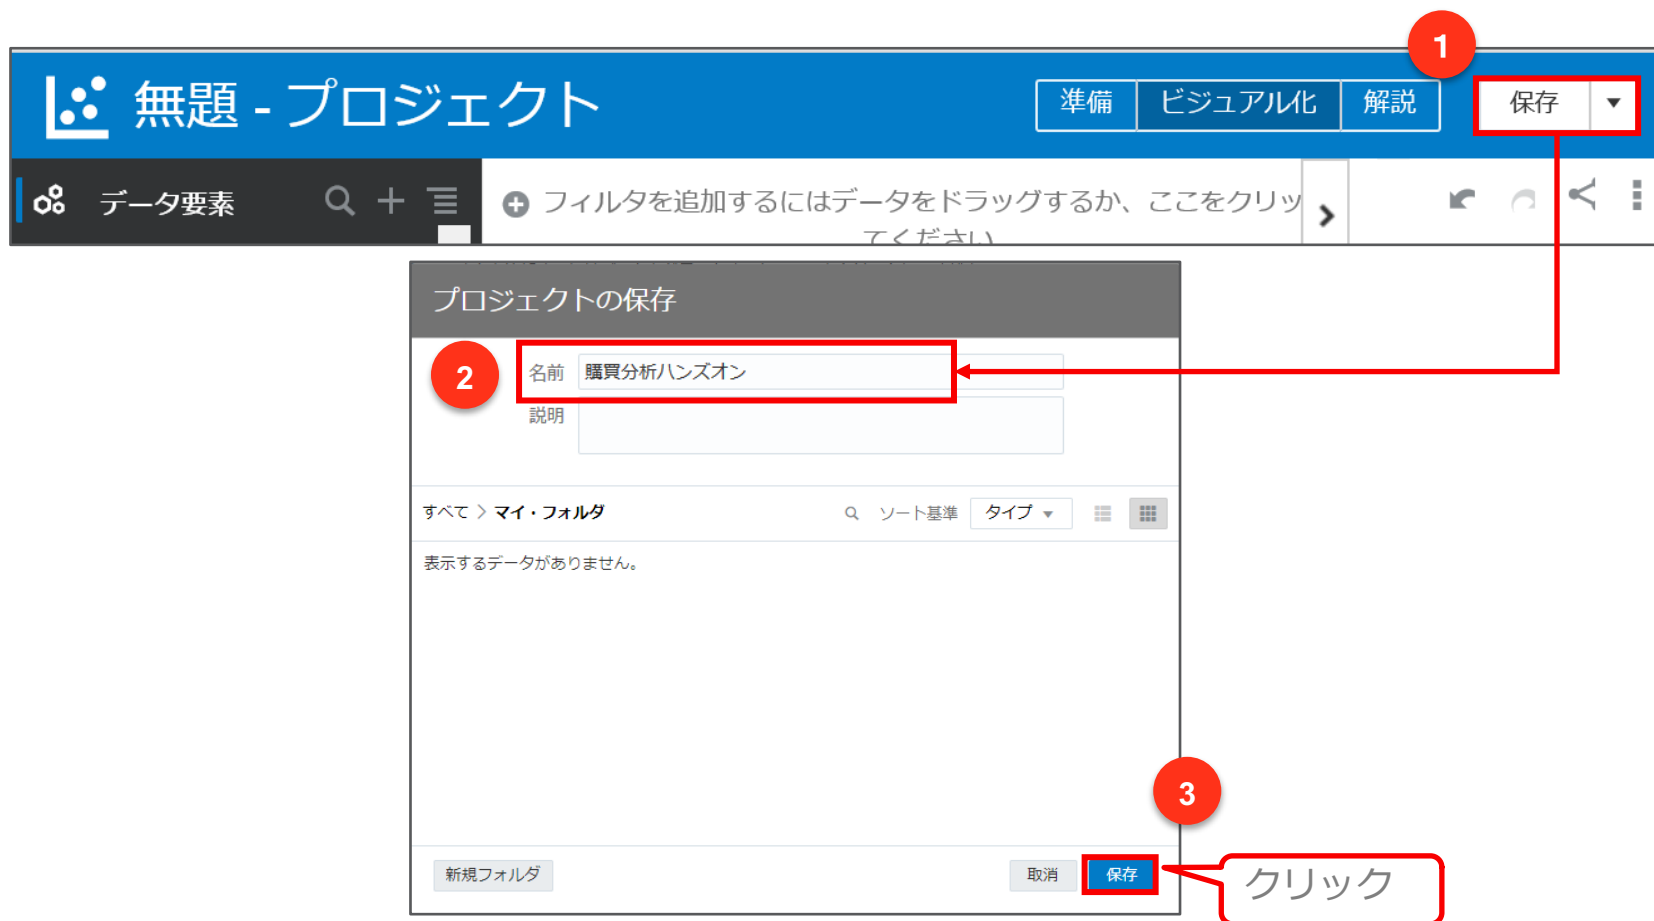 1
無題 - プロジェクト
準備 ビジュアル化 解説 保存
データ要素
フィルタを追加するにはデータをドラッグするか、ここをクリッ
てください
プロジェクトの保存
2
名前 購買分析ハンズオン
説明
すべて > マイ・フォルダ ソート基準 タイプ
表示するデータがありません。
3
新規フォルダ 取消 保存
クリック